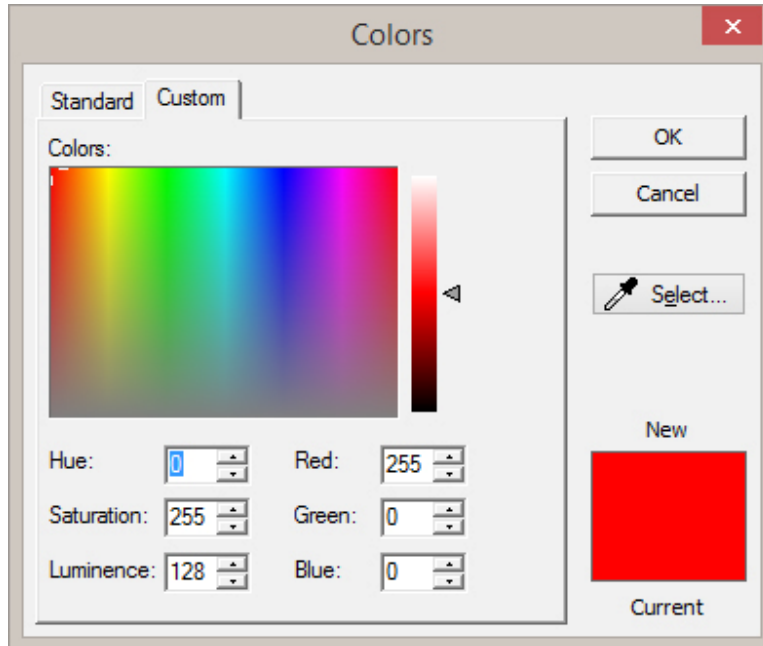 Colors
Standard Custom
Colors:
OK
Cancel
Select...
Hue: 0 Red: 255
Saturation: 255 Green: 0
Luminence: 128 Blue: 0
New
Current